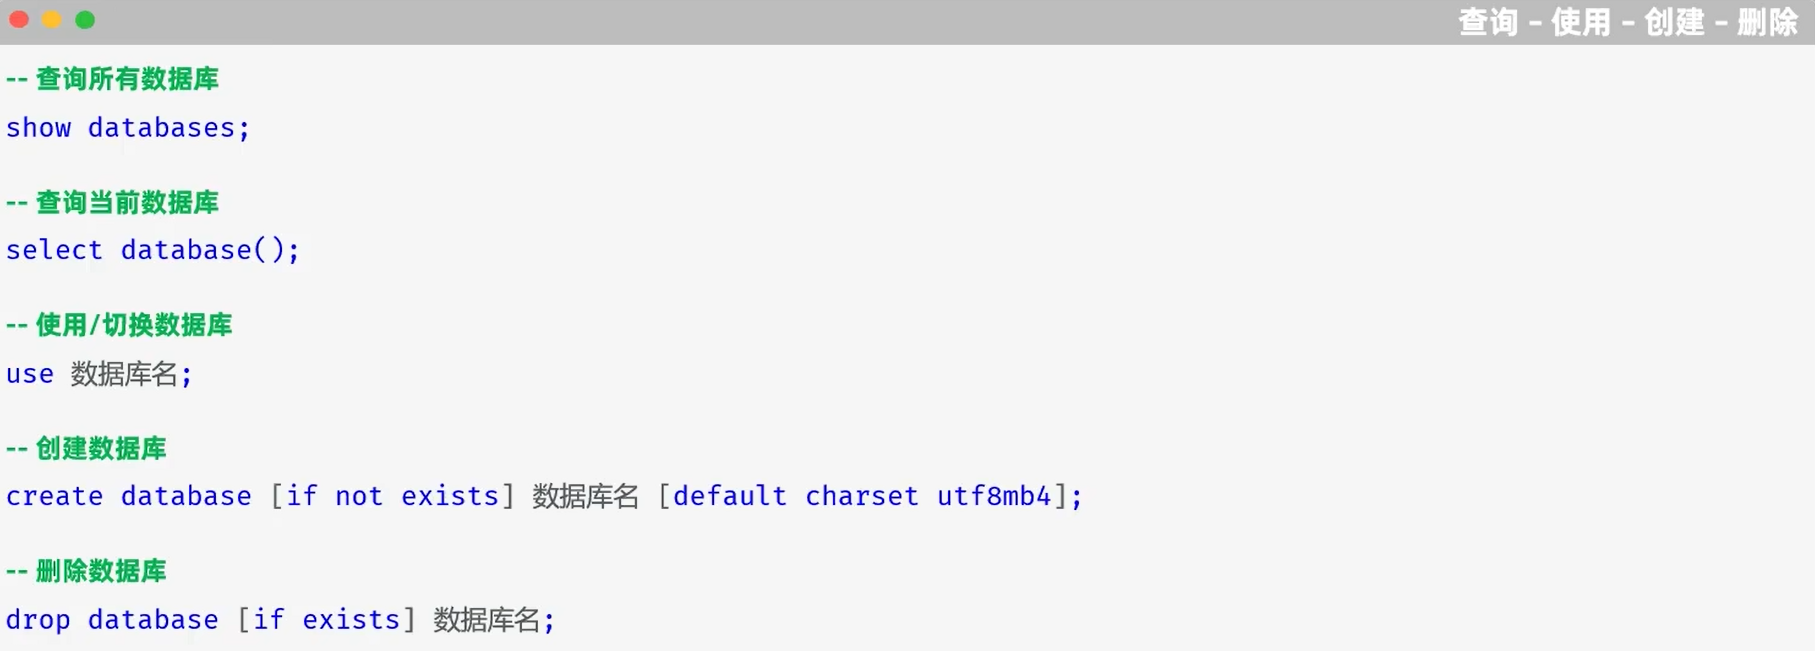 查询 - 使用 - 创建 - 删除
-- 查询所有数据库
show databases;
-- 查询当前数据库
select database();
-- 使用/切换数据库
use 数据库名;
-- 创建数据库
create database [if not exists] 数据库名 [default charset utf8mb4];
-- 删除数据库
drop database [if exists] 数据库名;